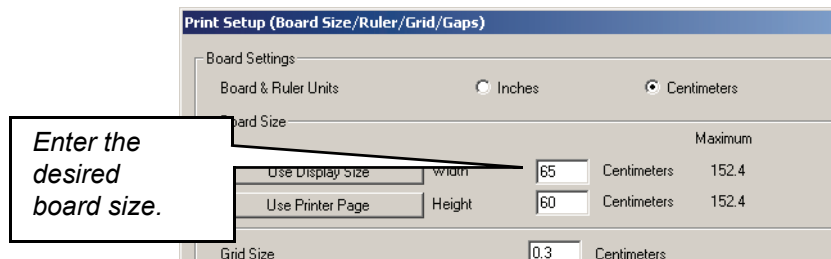 Print Setup (Board Size/Ruler/Grid/Gaps)
Board Settings
Board & Ruler Units Inches Centimeters
Board Size
Maximum
Enter the
desired
board size.
Use Display Size Width 65 Centimeters 152.4
Use Printer Page Height 60 Centimeters 152.4
Grid Size 0.3 Centimeters